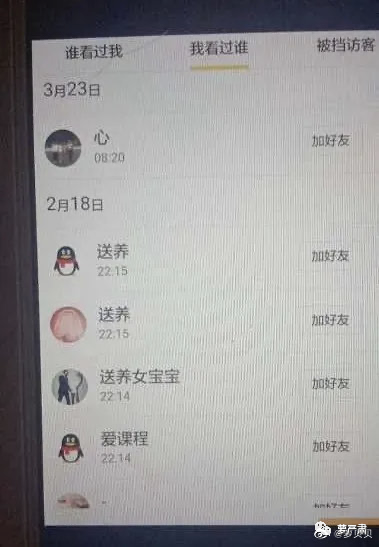 谁看过我 我看过谁 被挡访客
3月23日
心 加好友
08:20
2月18日
送养 加好友
22:15
送养 加好友
22:15
送养女宝宝 加好友
22:14
爱课程 加好友
22:14
-
萝严肃